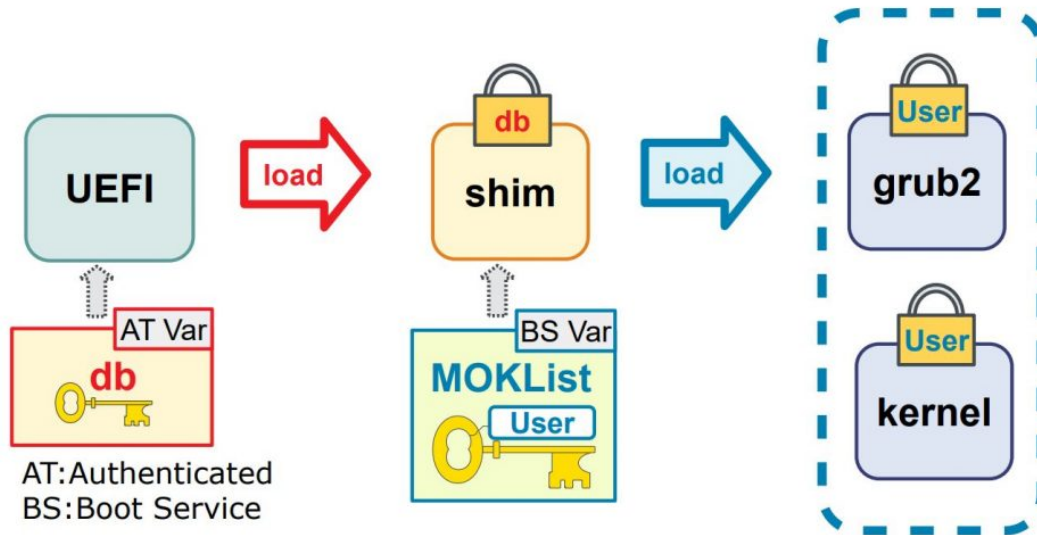 UEFI
load
db
shim
load
User
grub2
User
kernel
AT Var
db
BS Var
MOKList
User
AT:Authenticated
BS:Boot Service